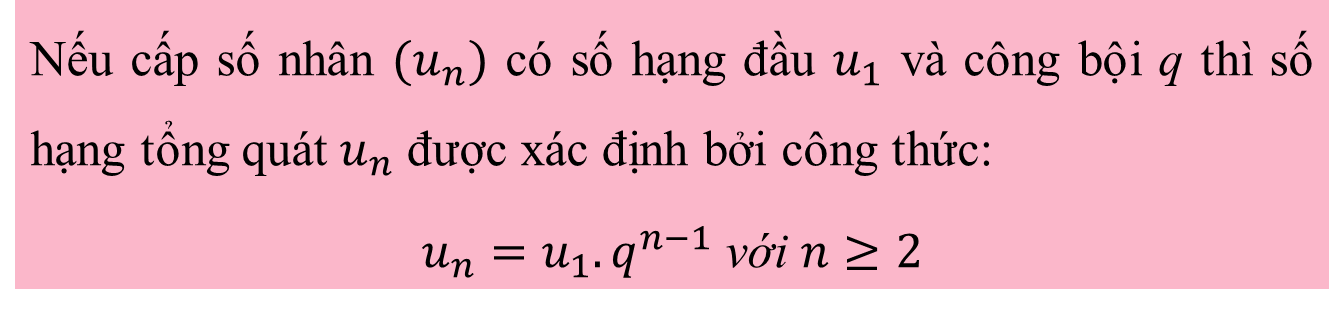 Nếu cấp số nhân (uₙ) có số hạng đầu u₁ và công bội q thì số
hạng tổng quát uₙ được xác định bởi công thức:
uₙ = u₁. qⁿ⁻¹ với n ≥ 2